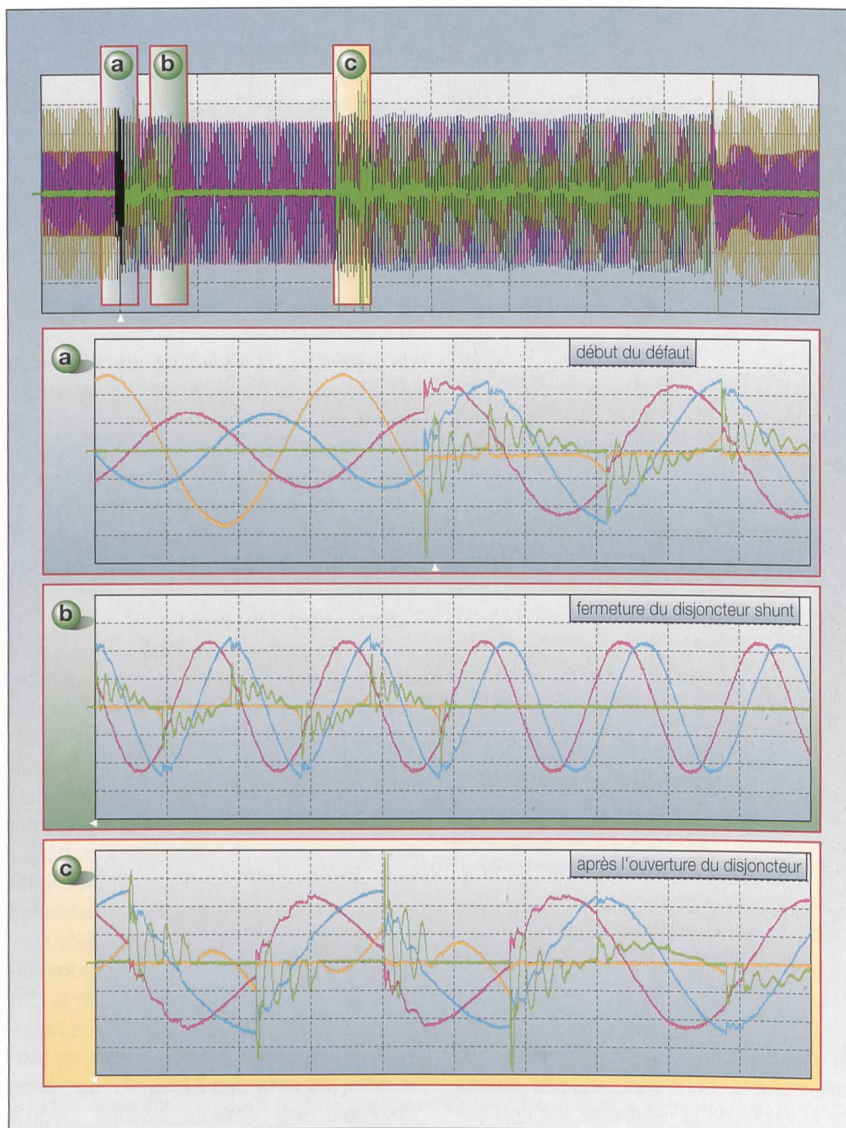 a
b
c
a
début du défaut
b
fermeture du disjoncteur shunt
c
après l'ouverture du disjoncteur